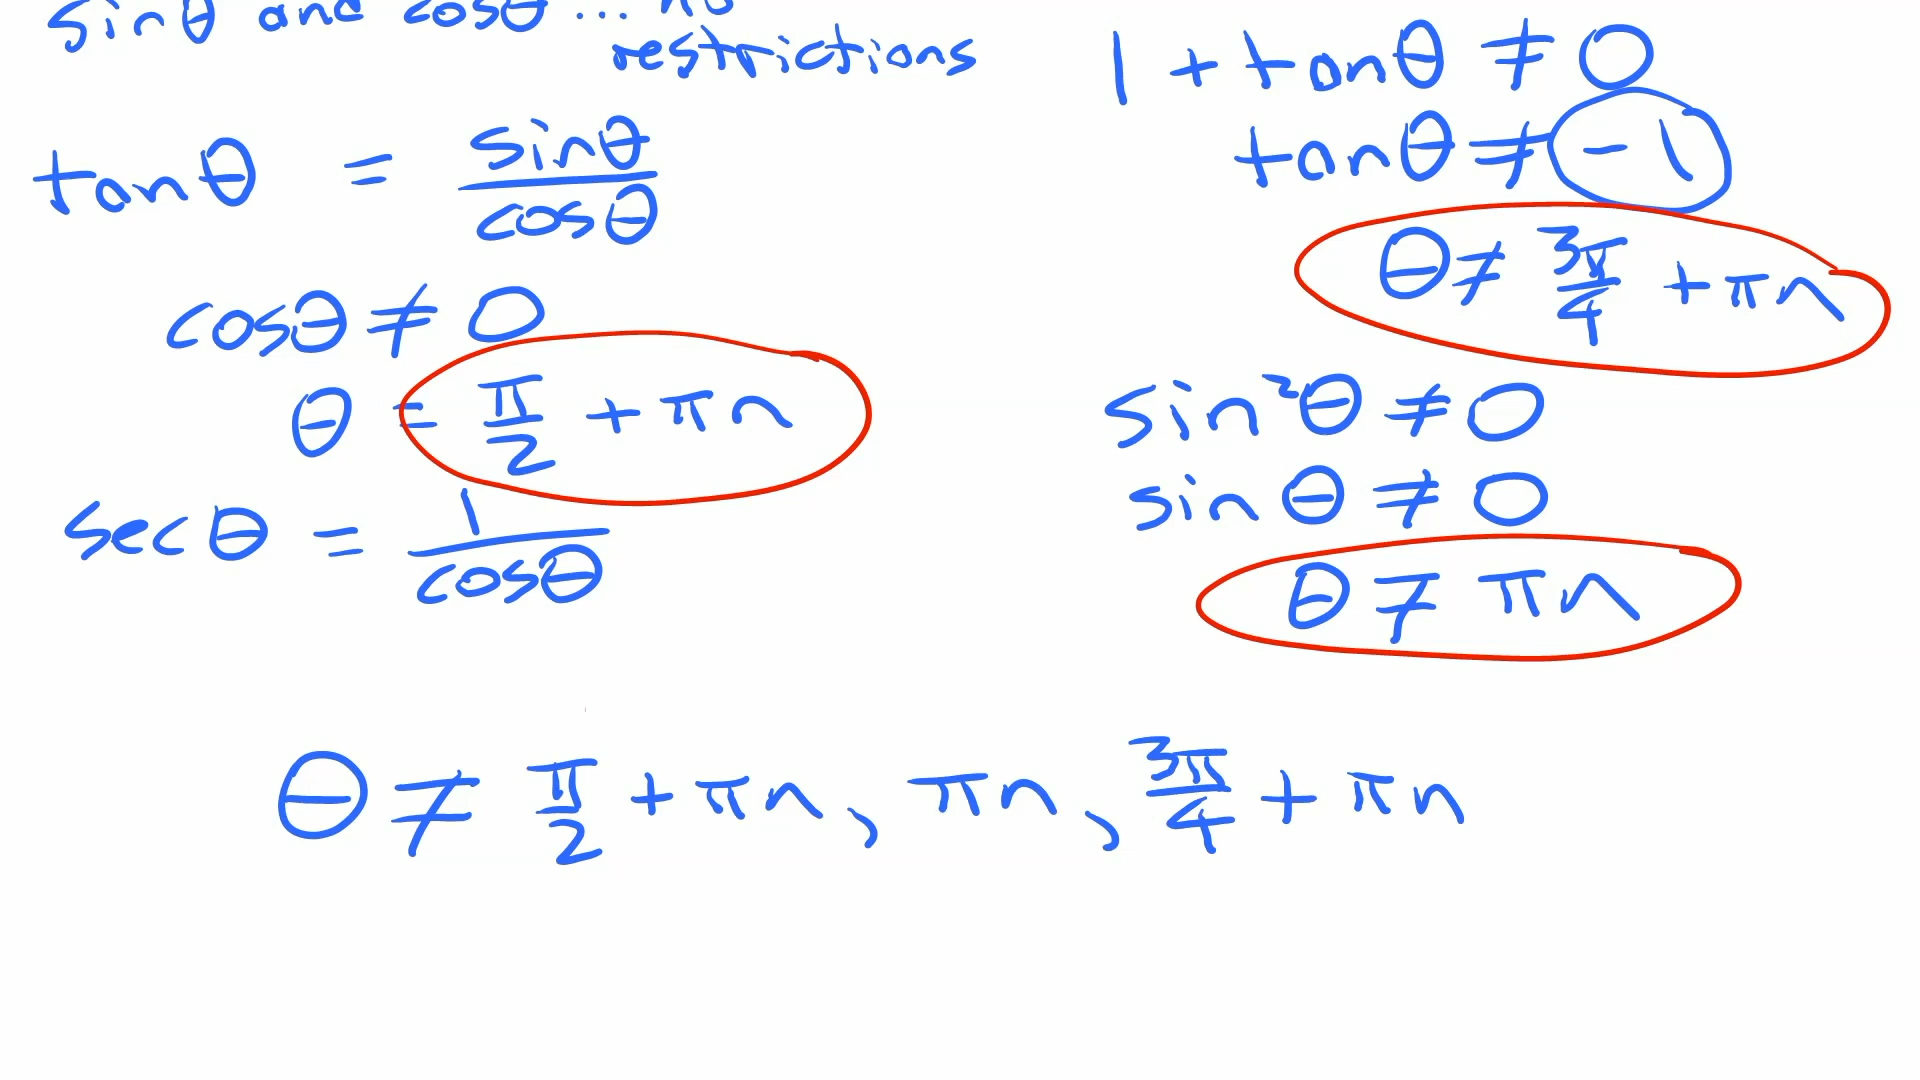 sinθ and cosθ ... no
restrictions
tanθ = sinθ/cosθ
cosθ ≠ 0
θ = π/2 + πn
secθ = 1/cosθ
1 + tanθ ≠ 0
tanθ ≠ -1
θ ≠ 3π/4 + πn
sin²θ ≠ 0
sinθ ≠ 0
θ ≠ πn
θ ≠ π/2 + πn, πn, 3π/4 + πn